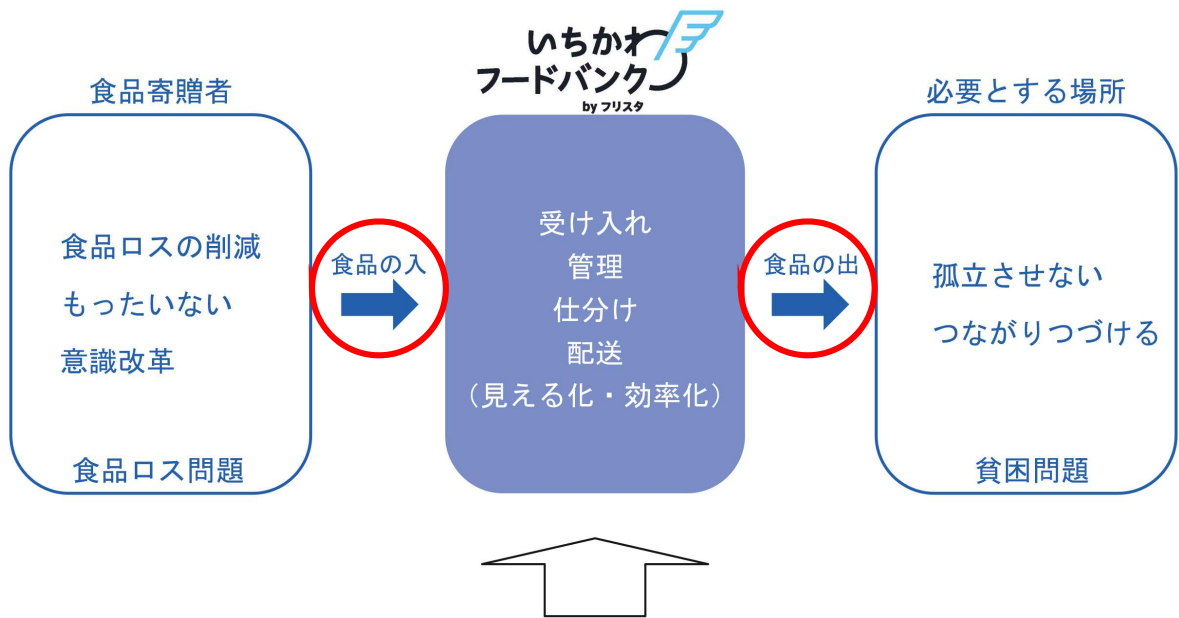 いちかわ
フードバンク
by フリスタ
食品寄贈者
食品ロスの削減
もったいない
意識改革
食品ロス問題
食品の入
受け入れ
管理
仕分け
配送
（見える化・効率化）
食品の出
必要とする場所
孤立させない
つながりつづける
貧困問題